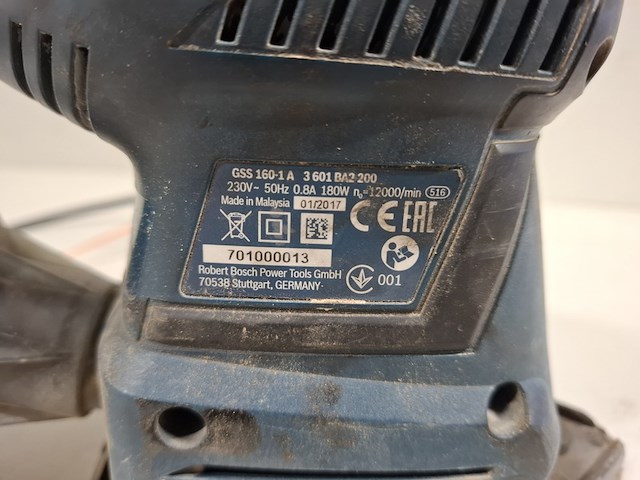 GSS 160-1 A 3 601 BA2 200
230V~ 50Hz 0.8A 180W n₀=12000/min 516
Made in Malaysia 01/2017
CE EAC
701000013
Robert Bosch Power Tools GmbH
70538 Stuttgart, GERMANY
001